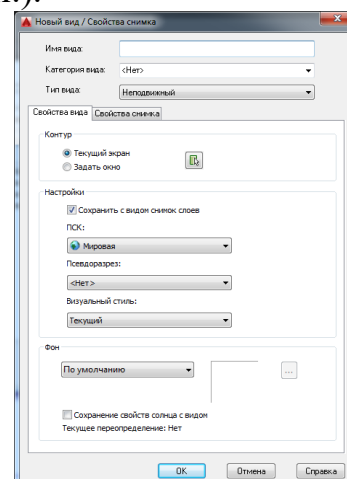 Новый вид / Свойства снимка
Имя вида:
Категория вида: <Нет>
Тип вида: Неподвижный
Свойства вида Свойства снимка
Контур
Текущий экран
Задать окно
Настройки
Сохранить с видом снимок слоев
ПСК:
Мировая
Псевдоразрез:
<Нет>
Визуальный стиль:
Текущий
Фон
По умолчанию ...
Сохранение свойств солнца с видом
Текущее переопределение: Нет
OK Отмена Справка